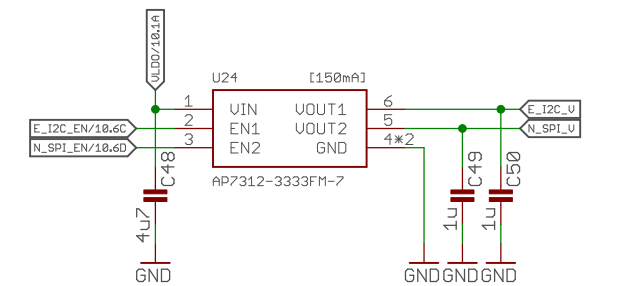 VLDO/10.1A
U24 [150mA]
1 VIN VOUT1 6 E_I2C_V
E_I2C_EN/10.6C 2 EN1 VOUT2 5 N_SPI_V
N_SPI_EN/10.6D 3 EN2 GND 4*2
C48
4u7
AP7312-3333FM-7
C49
1u
C50
1u
GND GND GND GND